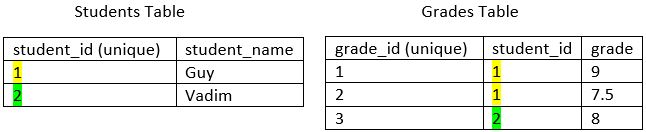 Students Table
student_id (unique) student_name
1 Guy
2 Vadim
Grades Table
grade_id (unique) student_id grade
1 1 9
2 1 7.5
3 2 8